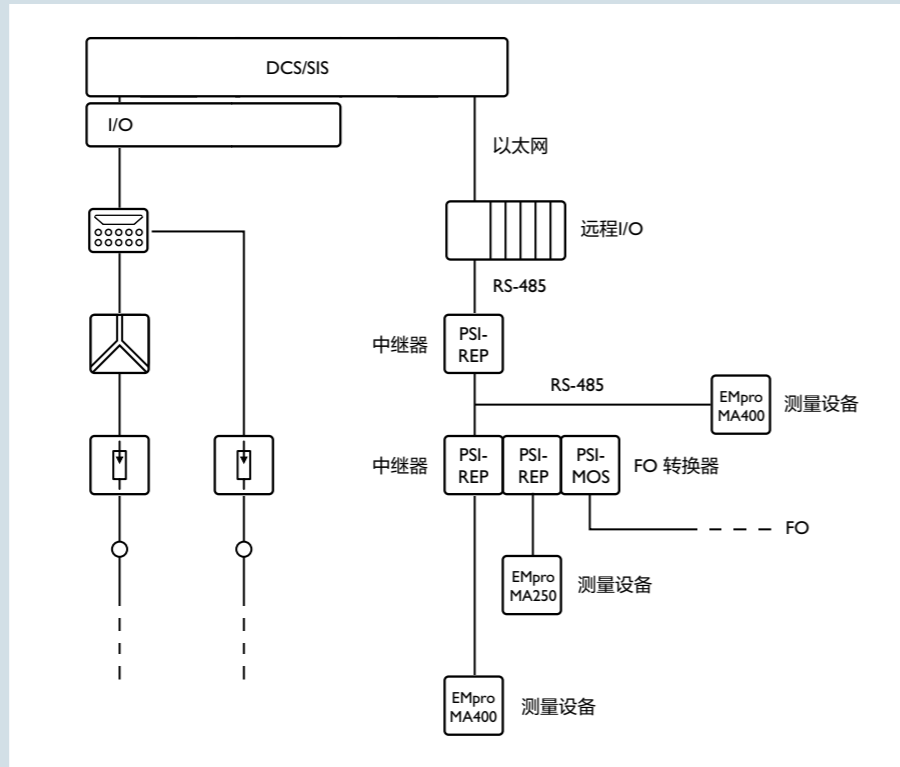 DCS/SIS
I/O
以太网
远程I/O
RS-485
中继器
PSI-
REP
RS-485
EMpro
MA400
测量设备
中继器
PSI-
REP
PSI-
REP
PSI-
MOS
FO 转换器
FO
EMpro
MA250
测量设备
EMpro
MA400
测量设备